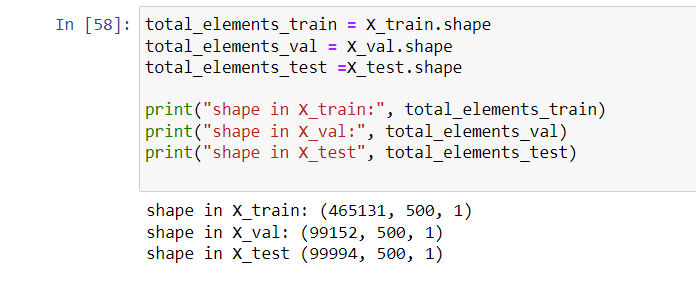 In [58]: total_elements_train = X_train.shape
total_elements_val = X_val.shape
total_elements_test =X_test.shape
print("shape in X_train:", total_elements_train)
print("shape in X_val:", total_elements_val)
print("shape in X_test", total_elements_test)
shape in X_train: (465131, 500, 1)
shape in X_val: (99152, 500, 1)
shape in X_test (99994, 500, 1)